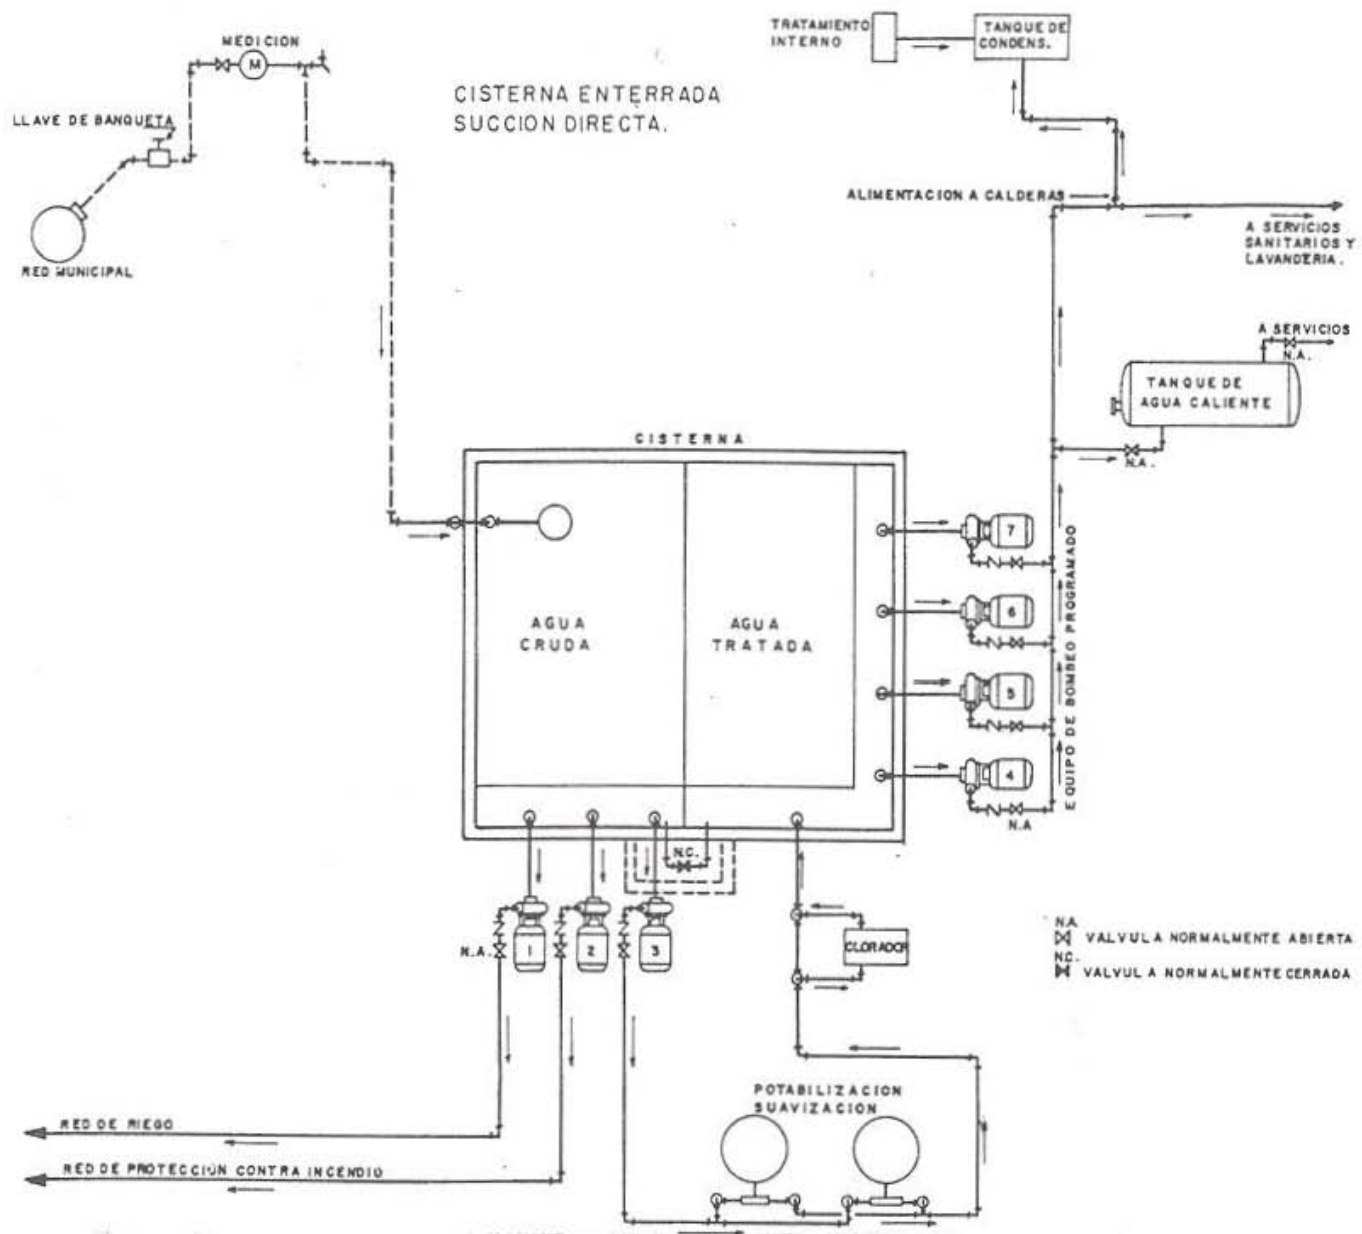 MEDICION
M
LLAVE DE BANQUETA
RED MUNICIPAL
CISTERNA ENTERRADA
SUCCION DIRECTA.
TRATAMIENTO
INTERNO
TANQUE DE
CONDENS.
ALIMENTACION A CALDERAS
A SERVICIOS
SANITARIOS Y
LAVANDERIA.
A SERVICIOS
N.A.
TANQUE DE
AGUA CALIENTE
N.A.
CISTERNA
AGUA
CRUDA
AGUA
TRATADA
7
6
5
4
N.A
EQUIPO DE BOMBEO PROGRAMADO
N.C.
N.A.
1
2
3
CLORADOR
N.A.
VALVULA NORMALMENTE ABIERTA
N.C.
VALVULA NORMALMENTE CERRADA
POTABILIZACION
SUAVIZACION
RED DE RIEGO
RED DE PROTECCIÓN CONTRA INCENDIO